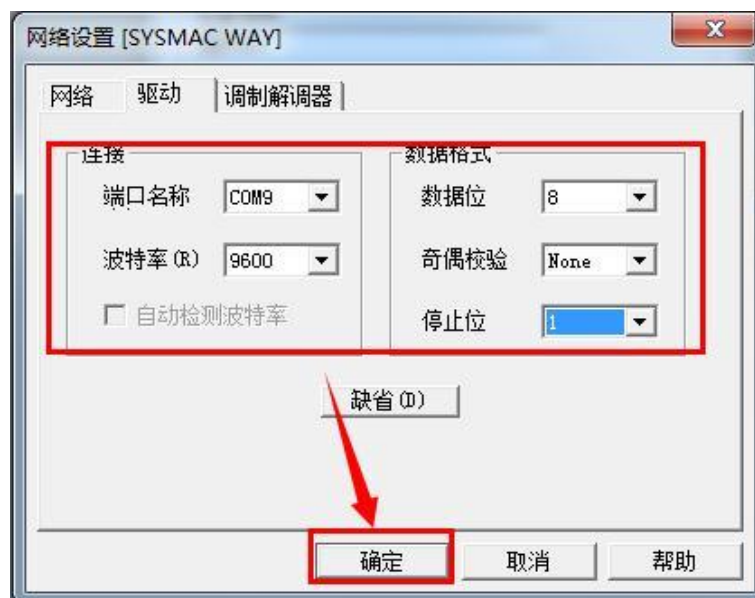 网络设置 [SYSMAC WAY]
网络 驱动 调制解调器
连接 数据格式
端口名称 COM9 数据位 8
波特率(R) 9600 奇偶校验 None
自动检测波特率 停止位 1
缺省(D)
确定 取消 帮助